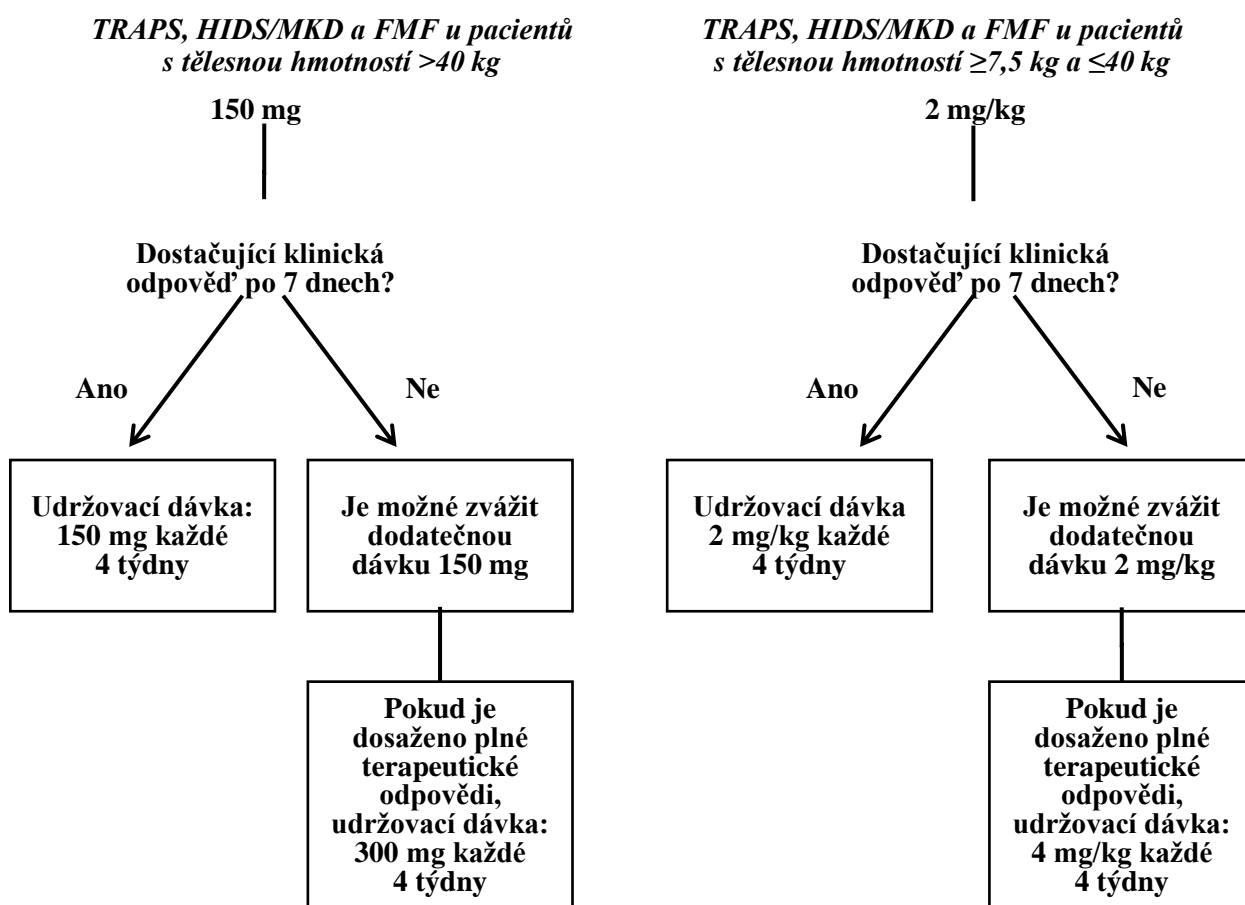 TRAPS, HIDS/MKD a FMF u pacientů
s tělesnou hmotností >40 kg
150 mg
Dostačující klinická
odpověď po 7 dnech?
Ano
Ne
Udržovací dávka:
150 mg každé
4 týdny
Je možné zvážit
dodatečnou
dávku 150 mg
Pokud je
dosaženo plné
terapeutické
odpovědi,
udržovací dávka:
300 mg každé
4 týdny
TRAPS, HIDS/MKD a FMF u pacientů
s tělesnou hmotností ≥7,5 kg a ≤40 kg
2 mg/kg
Dostačující klinická
odpověď po 7 dnech?
Ano
Ne
Udržovací dávka
2 mg/kg každé
4 týdny
Je možné zvážit
dodatečnou
dávku 2 mg/kg
Pokud je
dosaženo plné
terapeutické
odpovědi,
udržovací dávka:
4 mg/kg každé
4 týdny